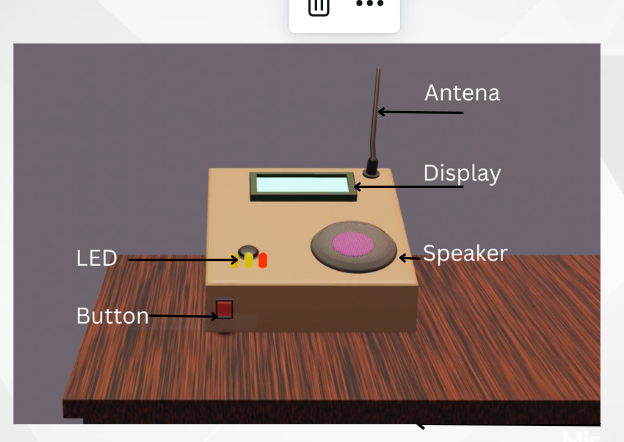 Antena
Display
LED
Speaker
Button